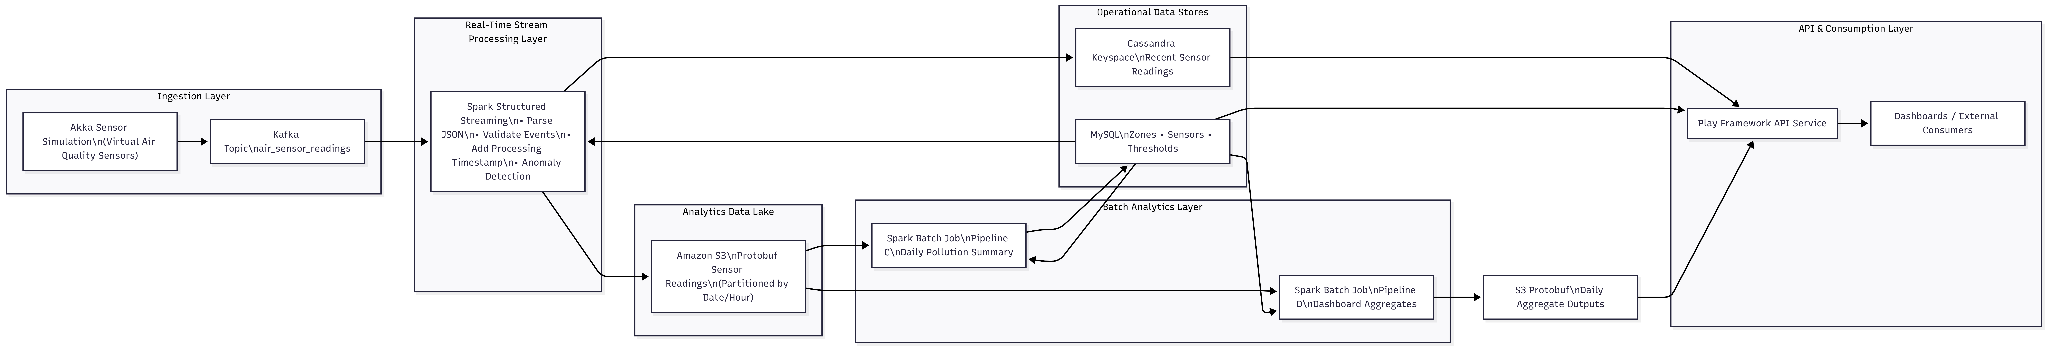 Ingestion Layer
Akka Sensor
Simulation\n(Virtual Air
Quality Sensors)
Kafka
Topic\nair_sensor_readings
Real-Time Stream
Processing Layer
Spark Structured
Streaming\n• Parse
JSON\n• Validate Events\n•
Add Processing
Timestamp\n• Anomaly
Detection
Analytics Data Lake
Amazon S3\nProtobuf
Sensor
Readings\n(Partitioned by
Date/Hour)
Operational Data Stores
Cassandra
Keyspace\nRecent Sensor
Readings
MySQL\nZones • Sensors •
Thresholds
Batch Analytics Layer
Spark Batch Job\nPipeline
C\nDaily Pollution Summary
Spark Batch Job\nPipeline
D\nDashboard Aggregates
S3 Protobuf\nDaily
Aggregate Outputs
API & Consumption Layer
Play Framework API Service
Dashboards / External
Consumers